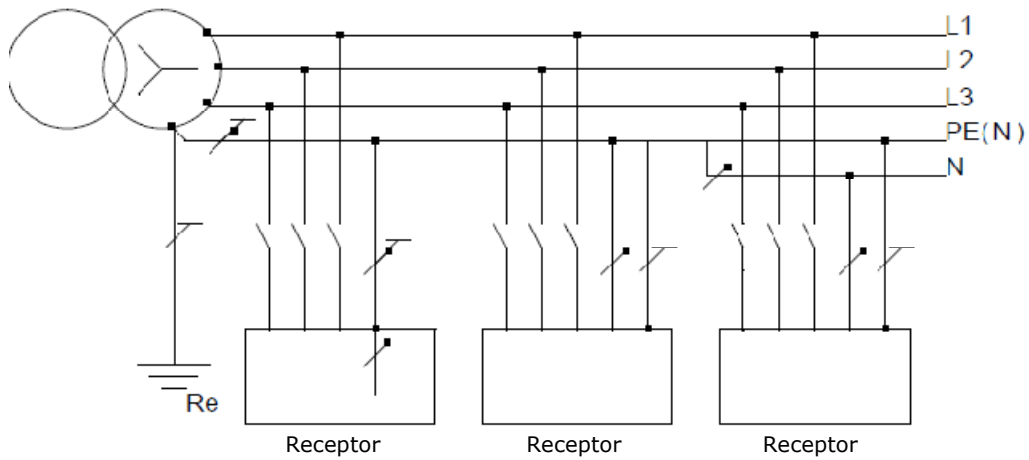 L1
L2
L3
PE(N)
N
Re
Receptor
Receptor
Receptor